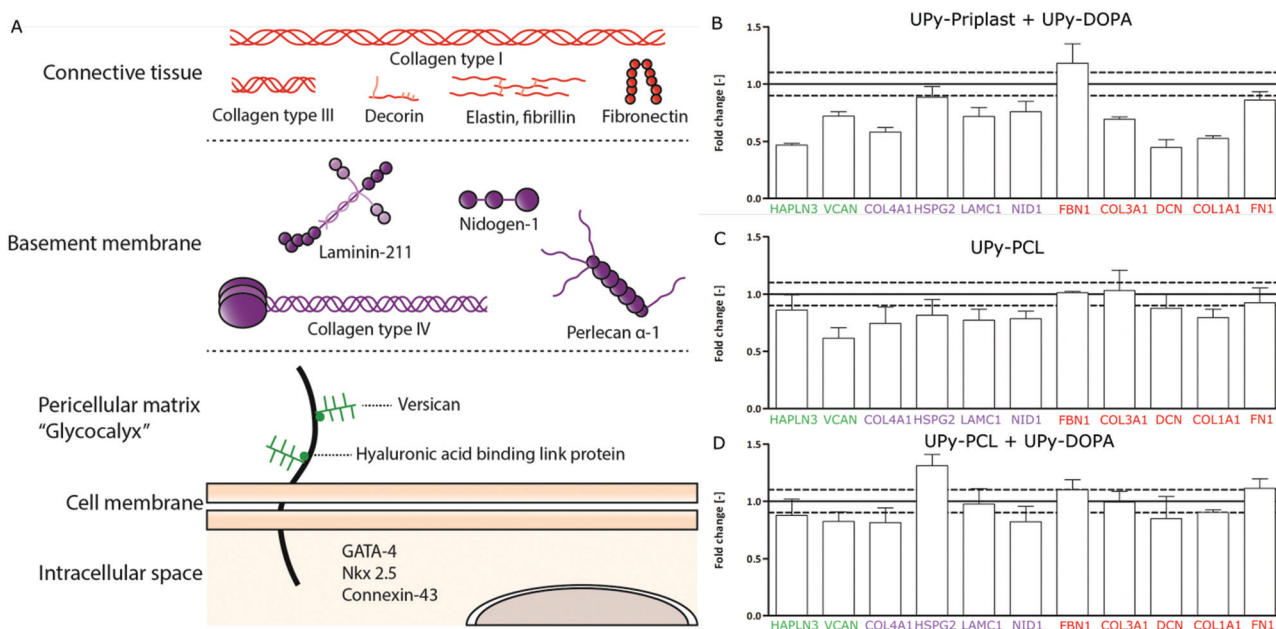 A
Connective tissue
Collagen type I
Collagen type III
Decorin
Elastin, fibrillin
Fibronectin
Basement membrane
Laminin-211
Nidogen-1
Collagen type IV
Perlecan α-1
Pericellular matrix
"Glycocalyx"
Versican
Hyaluronic acid binding link protein
Cell membrane
Intracellular space
GATA-4
Nkx 2.5
Connexin-43
B
UPy-Priplast + UPy-DOPA
Fold change [-]
1.5
1.0
0.5
0.0
HAPLN3 VCAN COL4A1 HSPG2 LAMC1 NID1 FBN1 COL3A1 DCN COL1A1 FN1
C
UPy-PCL
Fold change [-]
1.5
1.0
0.5
0.0
HAPLN3 VCAN COL4A1 HSPG2 LAMC1 NID1 FBN1 COL3A1 DCN COL1A1 FN1
D
UPy-PCL + UPy-DOPA
Fold change [-]
1.5
1.0
0.5
0.0
HAPLN3 VCAN COL4A1 HSPG2 LAMC1 NID1 FBN1 COL3A1 DCN COL1A1 FN1